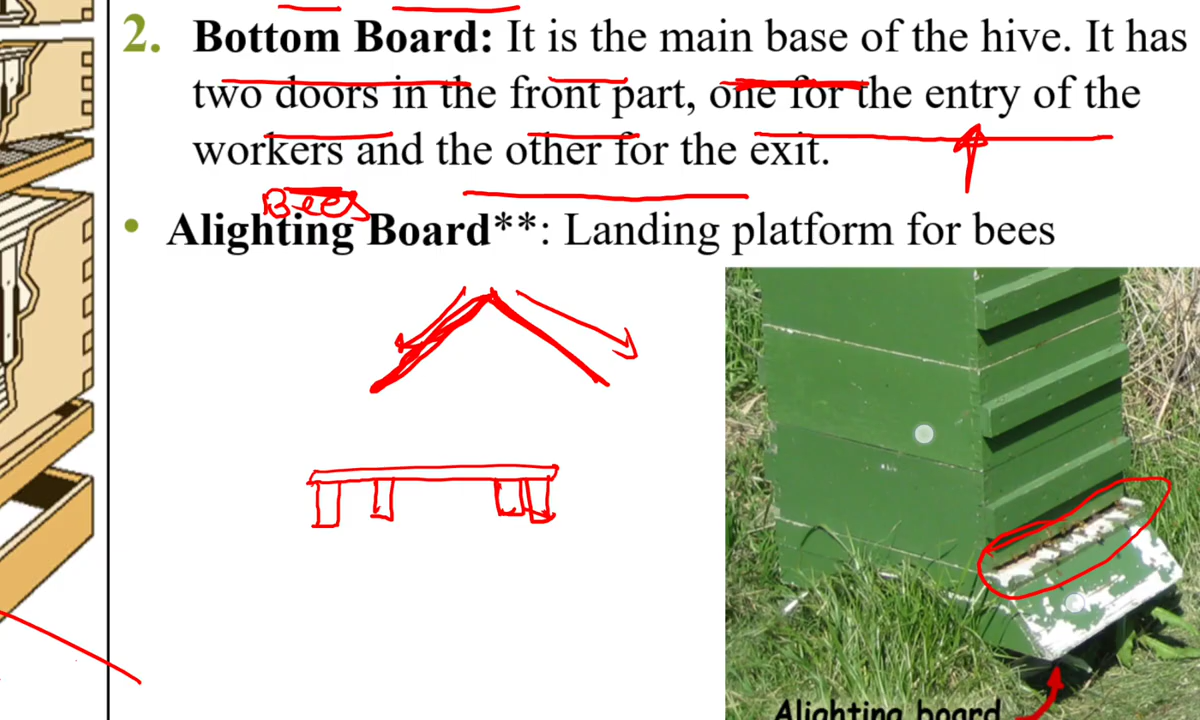 2. Bottom Board: It is the main base of the hive. It has
two doors in the front part, one for the entry of the
workers and the other for the exit.
Bees
• Alighting Board**: Landing platform for bees
Alighting board